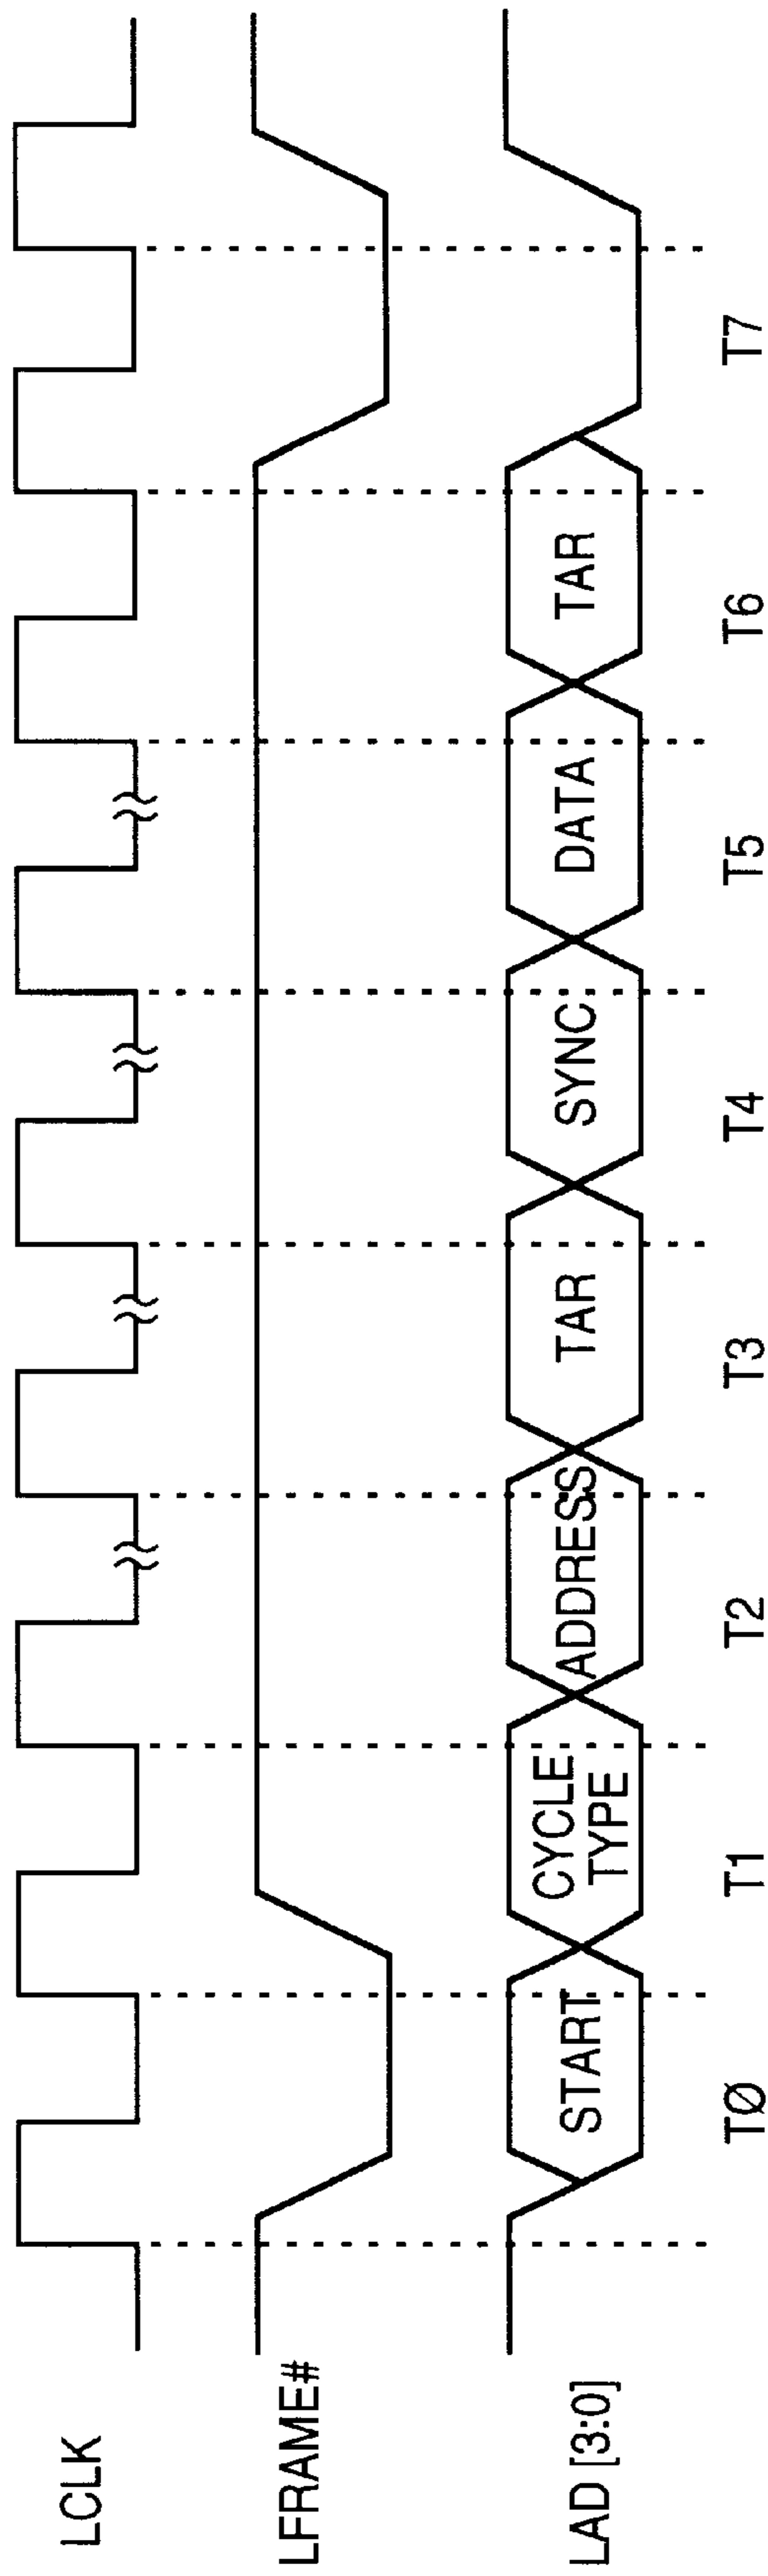 LCLK
LFRAME#
LAD [3:0]
START
CYCLE
TYPE
ADDRESS
TAR
SYNC
DATA
TAR
TØ
T1
T2
T3
T4
T5
T6
T7